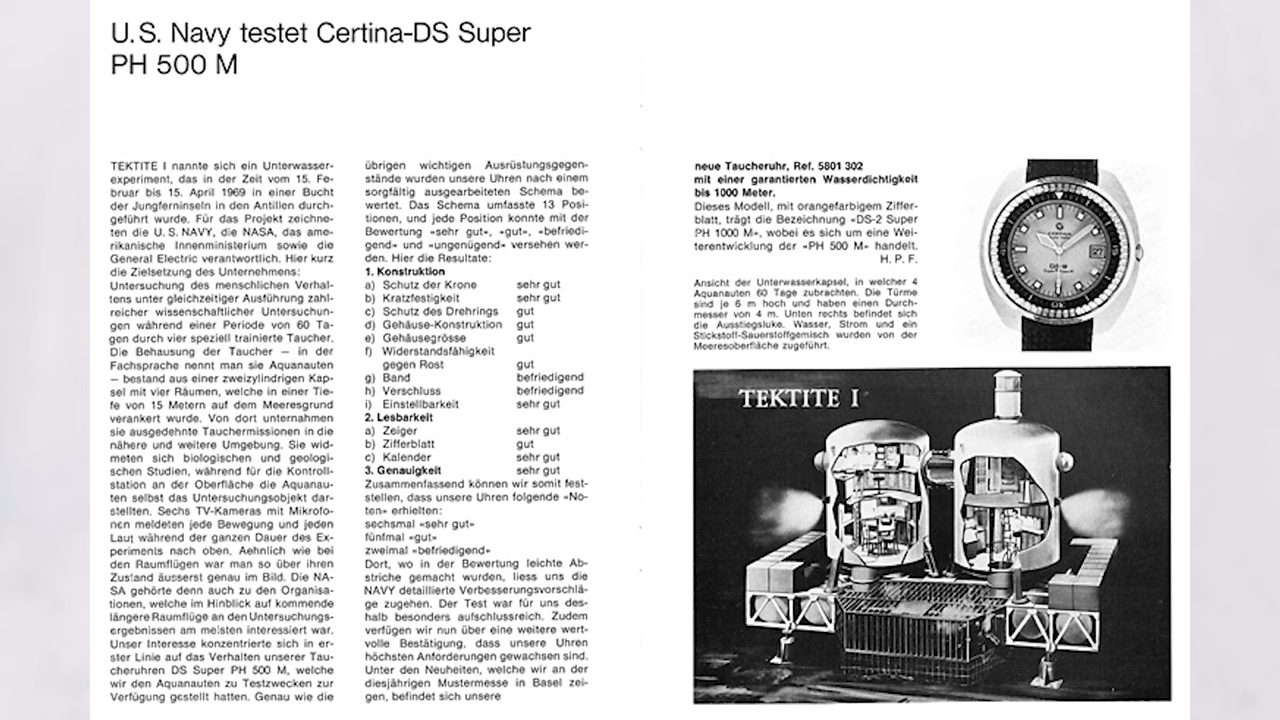 U.S. Navy testet Certina-DS Super
PH 500 M
TEKTITE I nannte sich ein Unterwasser-
experiment, das in der Zeit vom 15. Fe-
bruar bis 15. April 1969 in einer Bucht
der Jungferninseln in den Antillen durch-
geführt wurde. Für das Projekt zeichne-
ten die U.S. NAVY, die NASA, das ame-
rikanische Innenministerium sowie die
General Electric verantwortlich. Hier kurz
die Zielsetzung des Unternehmens:
Untersuchung des menschlichen Verhal-
tens unter gleichzeitiger Ausführung zahl-
reicher wissenschaftlicher Untersuchun-
gen während einer Periode von 60 Ta-
gen durch vier speziell trainierte Taucher.
Die Behausung der Taucher — in der
Fachsprache nennt man sie Aquanauten
— bestand aus einer zweizylindrigen Kap-
sel mit vier Räumen, welche in einer Tie-
fe von 15 Metern auf dem Meeresgrund
verankert wurde. Von dort unternahmen
sie ausgedehnte Tauchermissionen in die
nähere und weitere Umgebung. Sie wid-
meten sich biologischen und geologi-
schen Studien, während für die Kontroll-
station an der Oberfläche die Aquanau-
ten selbst das Untersuchungsobjekt dar-
stellten. Sechs TV-Kameras mit Mikrofo-
nen meldeten jede Bewegung und jeden
Laut während der ganzen Dauer des Ex-
periments nach oben. Aehnlich wie bei
den Raumflügen war man so über ihren
Zustand äusserst genau im Bild. Die NA-
SA gehörte denn auch zu den Organisa-
tionen, welche im Hinblick auf kommende
längere Raumflüge an den Untersuchungs-
ergebnissen am meisten interessiert war.
Unser Interesse konzentrierte sich in er-
ster Linie auf das Verhalten unserer Tau-
cheruhren DS Super PH 500 M, welche
wir den Aquanauten zu Testzwecken zur
Verfügung gestellt hatten. Genau wie die
übrigen wichtigen Ausrüstungsgegen-
stände wurden unsere Uhren nach einem
sorgfältig ausgearbeiteten Schema be-
wertet. Das Schema umfasste 13 Posi-
tionen, und jede Position konnte mit der
Bewertung «sehr gut», «gut», «befriedi-
gend» und «ungenügend» versehen wer-
den. Hier die Resultate:
1. Konstruktion
a) Schutz der Krone sehr gut
b) Kratzfestigkeit sehr gut
c) Schutz des Drehrings gut
d) Gehäuse-Konstruktion gut
e) Gehäusegrösse gut
f) Widerstandsfähigkeit
gegen Rost gut
g) Band befriedigend
h) Verschluss befriedigend
i) Einstellbarkeit sehr gut
2. Lesbarkeit
a) Zeiger sehr gut
b) Zifferblatt gut
c) Kalender sehr gut
3. Genauigkeit sehr gut
Zusammenfassend können wir somit fest-
stellen, dass unsere Uhren folgende «No-
ten» erhielten:
sechsmal «sehr gut»
fünfmal «gut»
zweimal «befriedigend»
Dort, wo in der Bewertung leichte Ab-
striche gemacht wurden, liess uns die
NAVY detaillierte Verbesserungsvorschlä-
ge zugehen. Der Test war für uns des-
halb besonders aufschlussreich. Zudem
verfügen wir nun über eine weitere wert-
volle Bestätigung, dass unsere Uhren
höchsten Anforderungen gewachsen sind.
Unter den Neuheiten, welche wir an der
diesjährigen Mustermesse in Basel zei-
gen, befindet sich unsere
neue Taucheruhr, Ref. 5801 302
mit einer garantierten Wasserdichtigkeit
bis 1000 Meter.
Dieses Modell, mit orangefarbigem Ziffer-
blatt, trägt die Bezeichnung «DS-2 Super
PH 1000 M», wobei es sich um eine Wei-
terentwicklung der «PH 500 M» handelt.
H. P. F.
Ansicht der Unterwasserkapsel, in welcher 4
Aquanauten 60 Tage zubrachten. Die Türme
sind je 6 m hoch und haben einen Durch-
messer von 4 m. Unten rechts befindet sich
die Ausstiegsluke. Wasser, Strom und ein
Stickstoff-Sauerstoffgemisch wurden von der
Meeresoberfläche zugeführt.
CERTINA
TEKTITE I